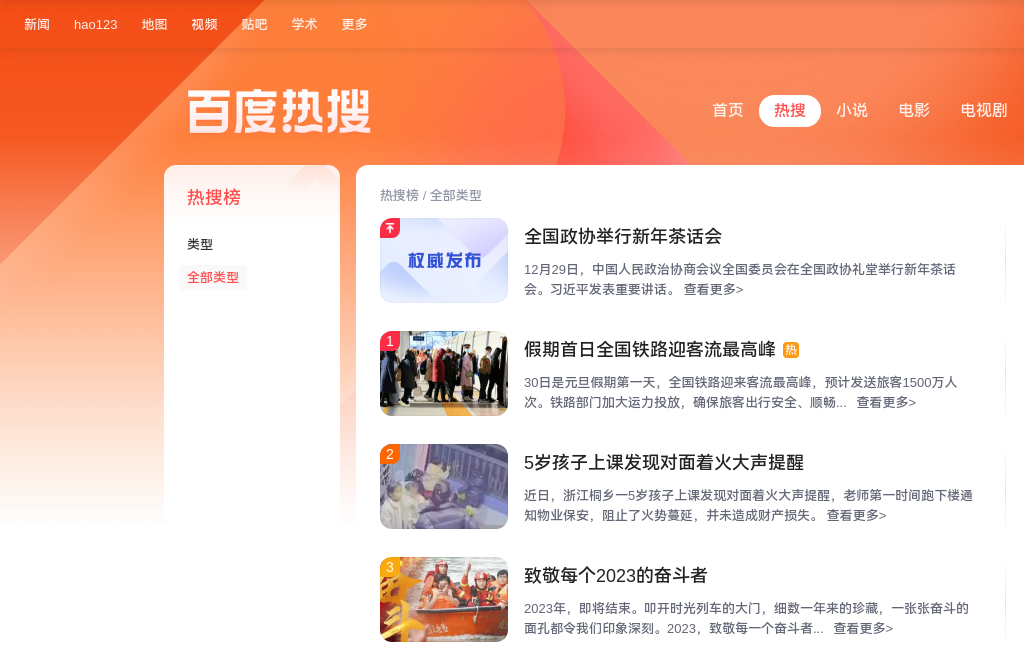 新闻 hao123 地图 视频 贴吧 学术 更多
百度热搜
首页 热搜 小说 电影 电视剧
热搜榜
类型
全部类型
热搜榜 / 全部类型
权威发布
全国政协举行新年茶话会
12月29日，中国人民政治协商会议全国委员会在全国政协礼堂举行新年茶话
会。习近平发表重要讲话。 查看更多>
1
假期首日全国铁路迎客流最高峰 热
30日是元旦假期第一天，全国铁路迎来客流最高峰，预计发送旅客1500万人
次。铁路部门加大运力投放，确保旅客出行安全、顺畅... 查看更多>
2
5岁孩子上课发现对面着火大声提醒
近日，浙江桐乡一5岁孩子上课发现对面着火大声提醒，老师第一时间跑下楼通
知物业保安，阻止了火势蔓延，并未造成财产损失。 查看更多>
3
奋斗
致敬每个2023的奋斗者
2023年，即将结束。叩开时光列车的大门，细数一年来的珍藏，一张张奋斗的
面孔都令我们印象深刻。2023，致敬每一个奋斗者... 查看更多>